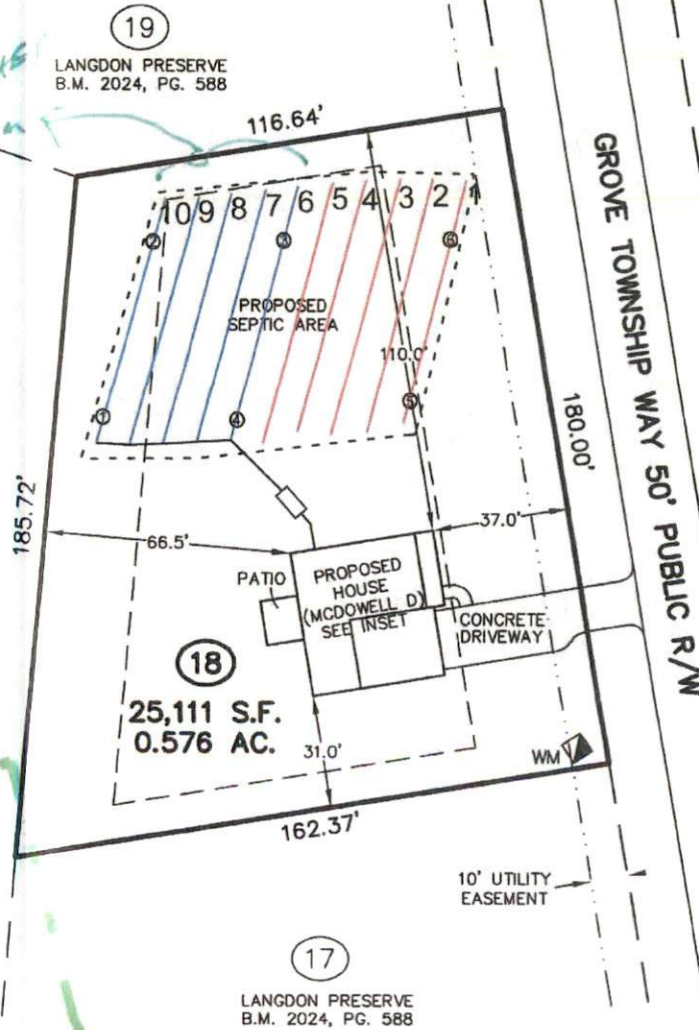 19
LANGDON PRESERVE
B.M. 2024, PG. 588
116.64'
10 9 8 7 6 5 4 3 2 1
2
3
6
PROPOSED
SEPTIC AREA
110.0'
1
4
5
GROVE TOWNSHIP WAY 50' PUBLIC R/W
180.00'
185.72'
66.5'
37.0'
PATIO
PROPOSED
HOUSE
(MCDOWELL D)
SEE INSET
CONCRETE
DRIVEWAY
18
25,111 S.F.
0.576 AC.
31.0'
WM
162.37'
10' UTILITY
EASEMENT
17
LANGDON PRESERVE
B.M. 2024, PG. 588